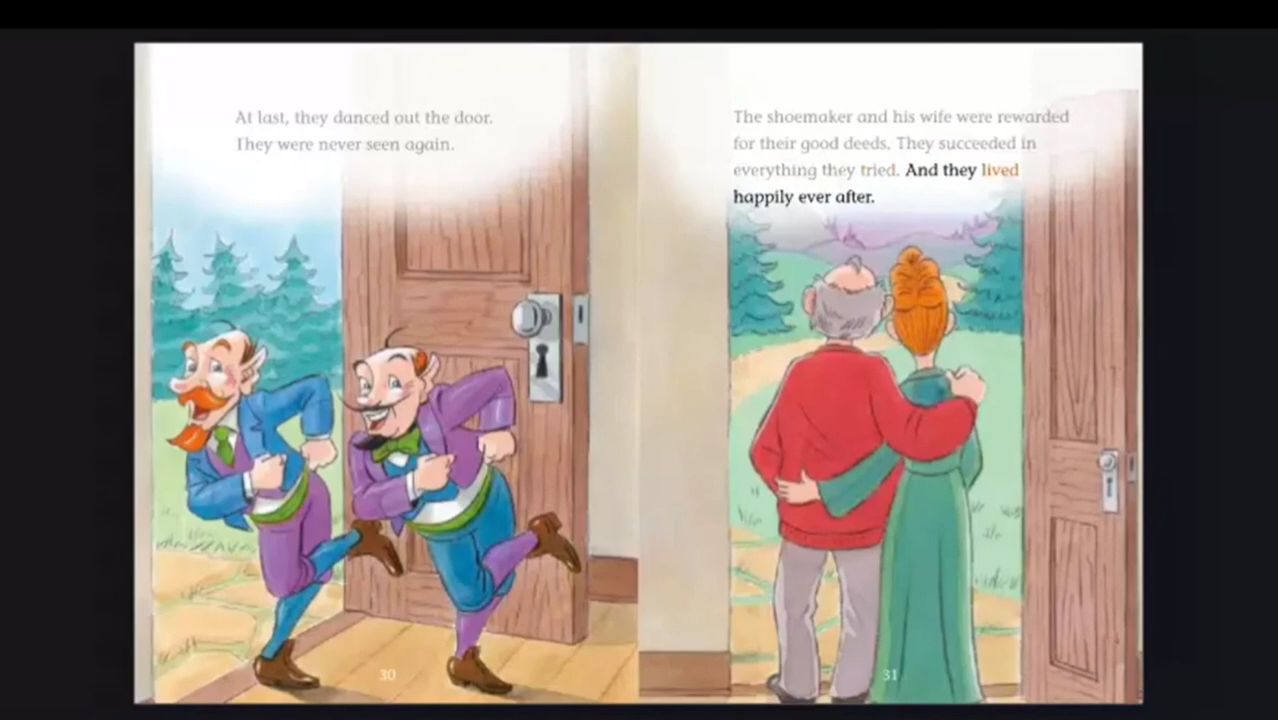 At last, they danced out the door.
They were never seen again.
30
The shoemaker and his wife were rewarded
for their good deeds. They succeeded in
everything they tried. And they lived
happily ever after.
31